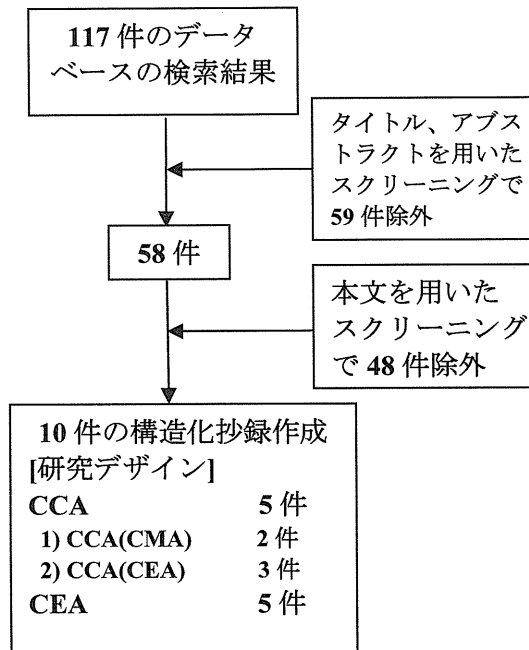 117 件のデータ
ベースの検索結果
タイトル、アブス
トラクトを用いた
スクリーニングで
59 件除外
58 件
本文を用いた
スクリーニング
で 48 件除外
10 件の構造化抄録作成
[研究デザイン]
CCA 5 件
1) CCA(CMA) 2 件
2) CCA(CEA) 3 件
CEA 5 件